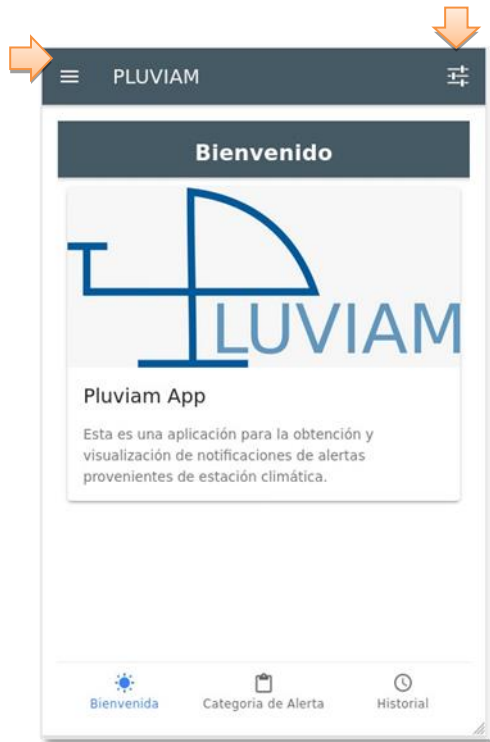 PLUVIAM
Bienvenido
PLUVIAM
Pluviam App
Esta es una aplicación para la obtención y
visualización de notificaciones de alertas
provenientes de estación climática.
Bienvenida Categoria de Alerta Historial